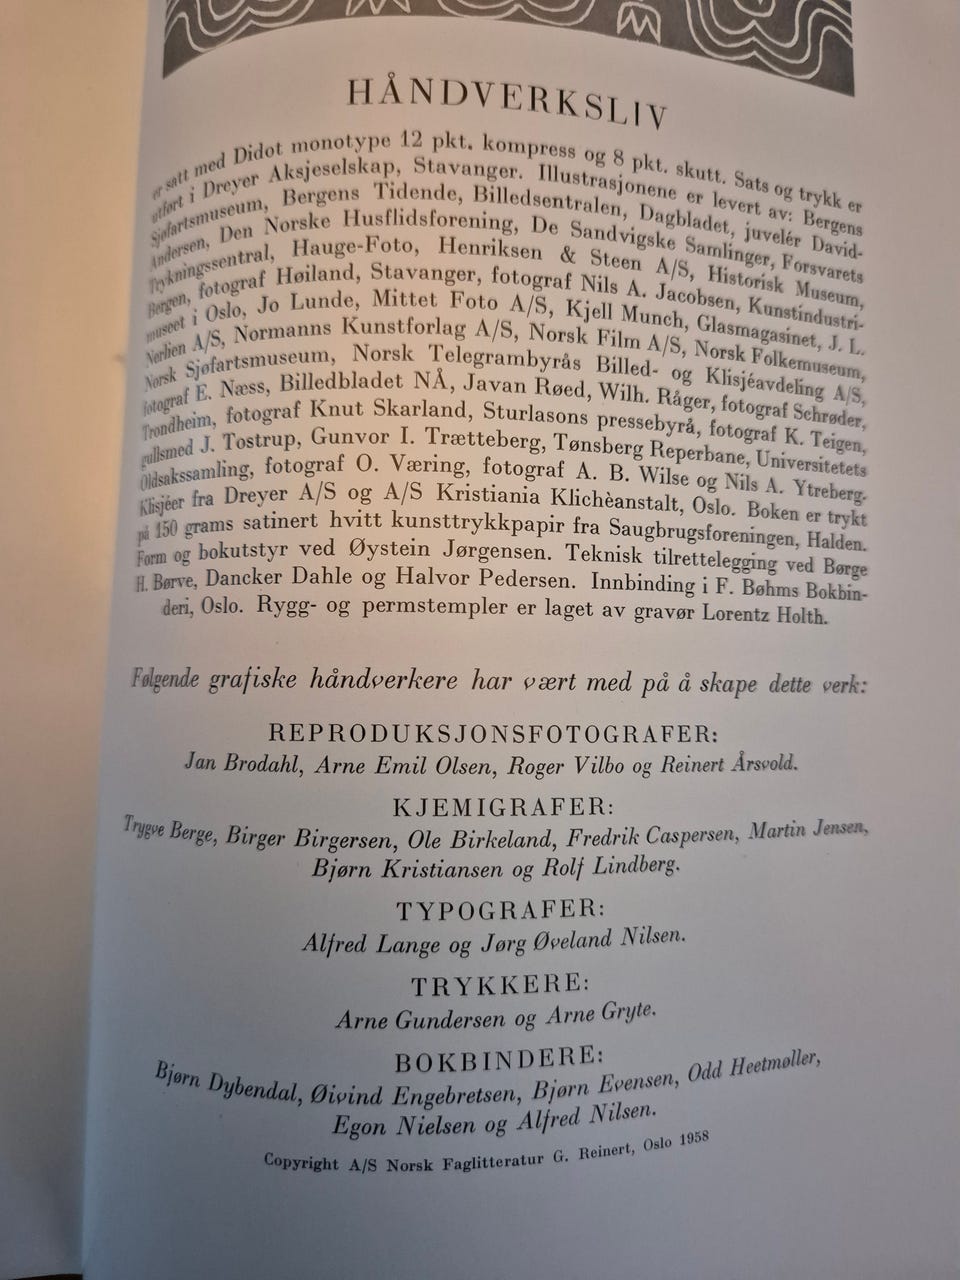 HÅNDVERKSLIV
er satt med Didot monotype 12 pkt. kompress og 8 pkt. skutt. Sats og trykk er
utført i Dreyer Aksjeselskap, Stavanger. Illustrasjonene er levert av: Bergens
Sjøfartsmuseum, Bergens Tidende, Billedsentralen, Dagbladet, juvelér David-
Andersen, Den Norske Husflidsforening, De Sandvigske Samlinger, Forsvarets
Trykningssentral, Hauge-Foto, Henriksen & Steen A/S, Historisk Museum,
Bergen, fotograf Høiland, Stavanger, fotograf Nils A. Jacobsen, Kunstindustri-
museet i Oslo, Jo Lunde, Mittet Foto A/S, Kjell Munch, Glasmagasinet, J. L.
Nerlien A/S, Normanns Kunstforlag A/S, Norsk Film A/S, Norsk Folkemuseum,
Norsk Sjøfartsmuseum, Norsk Telegrambyrås Billed- og Klisjéavdeling A/S,
fotograf E. Næss, Billedbladet NÅ, Javan Røed, Wilh. Råger, fotograf Schrøder,
Trondheim, fotograf Knut Skarland, Sturlasons pressebyrå, fotograf K. Teigen,
gullsmed J. Tostrup, Gunvor I. Trætteberg, Tønsberg Reperbane, Universitetets
Oldsakssamling, fotograf O. Væring, fotograf A. B. Wilse og Nils A. Ytreberg.
Klisjéer fra Dreyer A/S og A/S Kristiania Klichèanstalt, Oslo. Boken er trykt
på 150 grams satinert hvitt kunsttrykkpapir fra Saugbrugsforeningen, Halden.
Form og bokutstyr ved Øystein Jørgensen. Teknisk tilrettelegging ved Børge
H. Børve, Dancker Dahle og Halvor Pedersen. Innbinding i F. Bøhms Bokbin-
deri, Oslo. Rygg- og permstempler er laget av gravør Lorentz Holth.
Følgende grafiske håndverkere har vært med på å skape dette verk:
REPRODUKSJONSFOTOGRAFER:
Jan Brodahl, Arne Emil Olsen, Roger Vilbo og Reinert Årsvold.
KJEMIGRAFER:
Trygve Berge, Birger Birgersen, Ole Birkeland, Fredrik Caspersen, Martin Jensen,
Bjørn Kristiansen og Rolf Lindberg.
TYPOGRAFER:
Alfred Lange og Jørg Øveland Nilsen.
TRYKKERE:
Arne Gundersen og Arne Gryte.
BOKBINDERE:
Bjørn Dybendal, Øivind Engebretsen, Bjørn Evensen, Odd Heetmøller,
Egon Nielsen og Alfred Nilsen.
Copyright A/S Norsk Faglitteratur G. Reinert, Oslo 1958